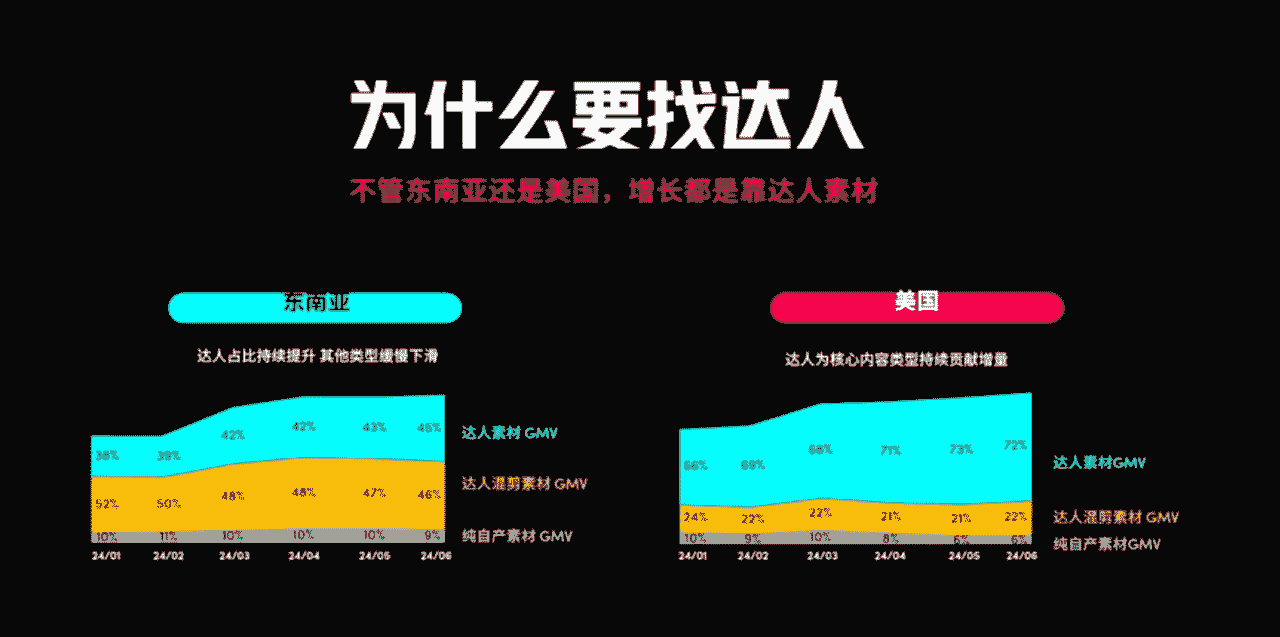 为什么要找达人
不管东南亚还是美国，增长都是靠达人素材
东南亚
达人占比持续提升 其他类型缓慢下滑
38% 39% 42% 42% 43% 45%
达人素材 GMV
52% 50% 48% 48% 47% 46%
达人混剪素材 GMV
10% 11% 10% 10% 10% 9%
纯自产素材 GMV
24/01 24/02 24/03 24/04 24/05 24/06
美国
达人为核心内容类型持续贡献增量
66% 69% 68% 71% 73% 72%
达人素材GMV
24% 22% 22% 21% 21% 22%
达人混剪素材 GMV
10% 9% 10% 8% 6% 6%
纯自产素材GMV
24/01 24/02 24/03 24/04 24/05 24/06